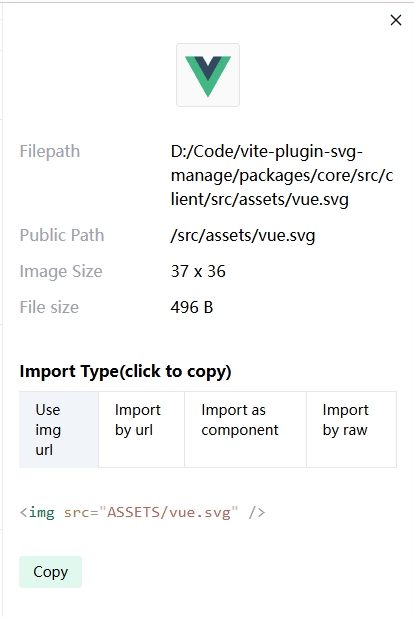 Filepath
D:/Code/vite-plugin-svg-
manage/packages/core/src/c
lient/src/assets/vue.svg
Public Path
/src/assets/vue.svg
Image Size
37 x 36
File size
496 B
Import Type(click to copy)
Use
img
url
Import
by url
Import as
component
Import
by raw
<img src="ASSETS/vue.svg" />
Copy